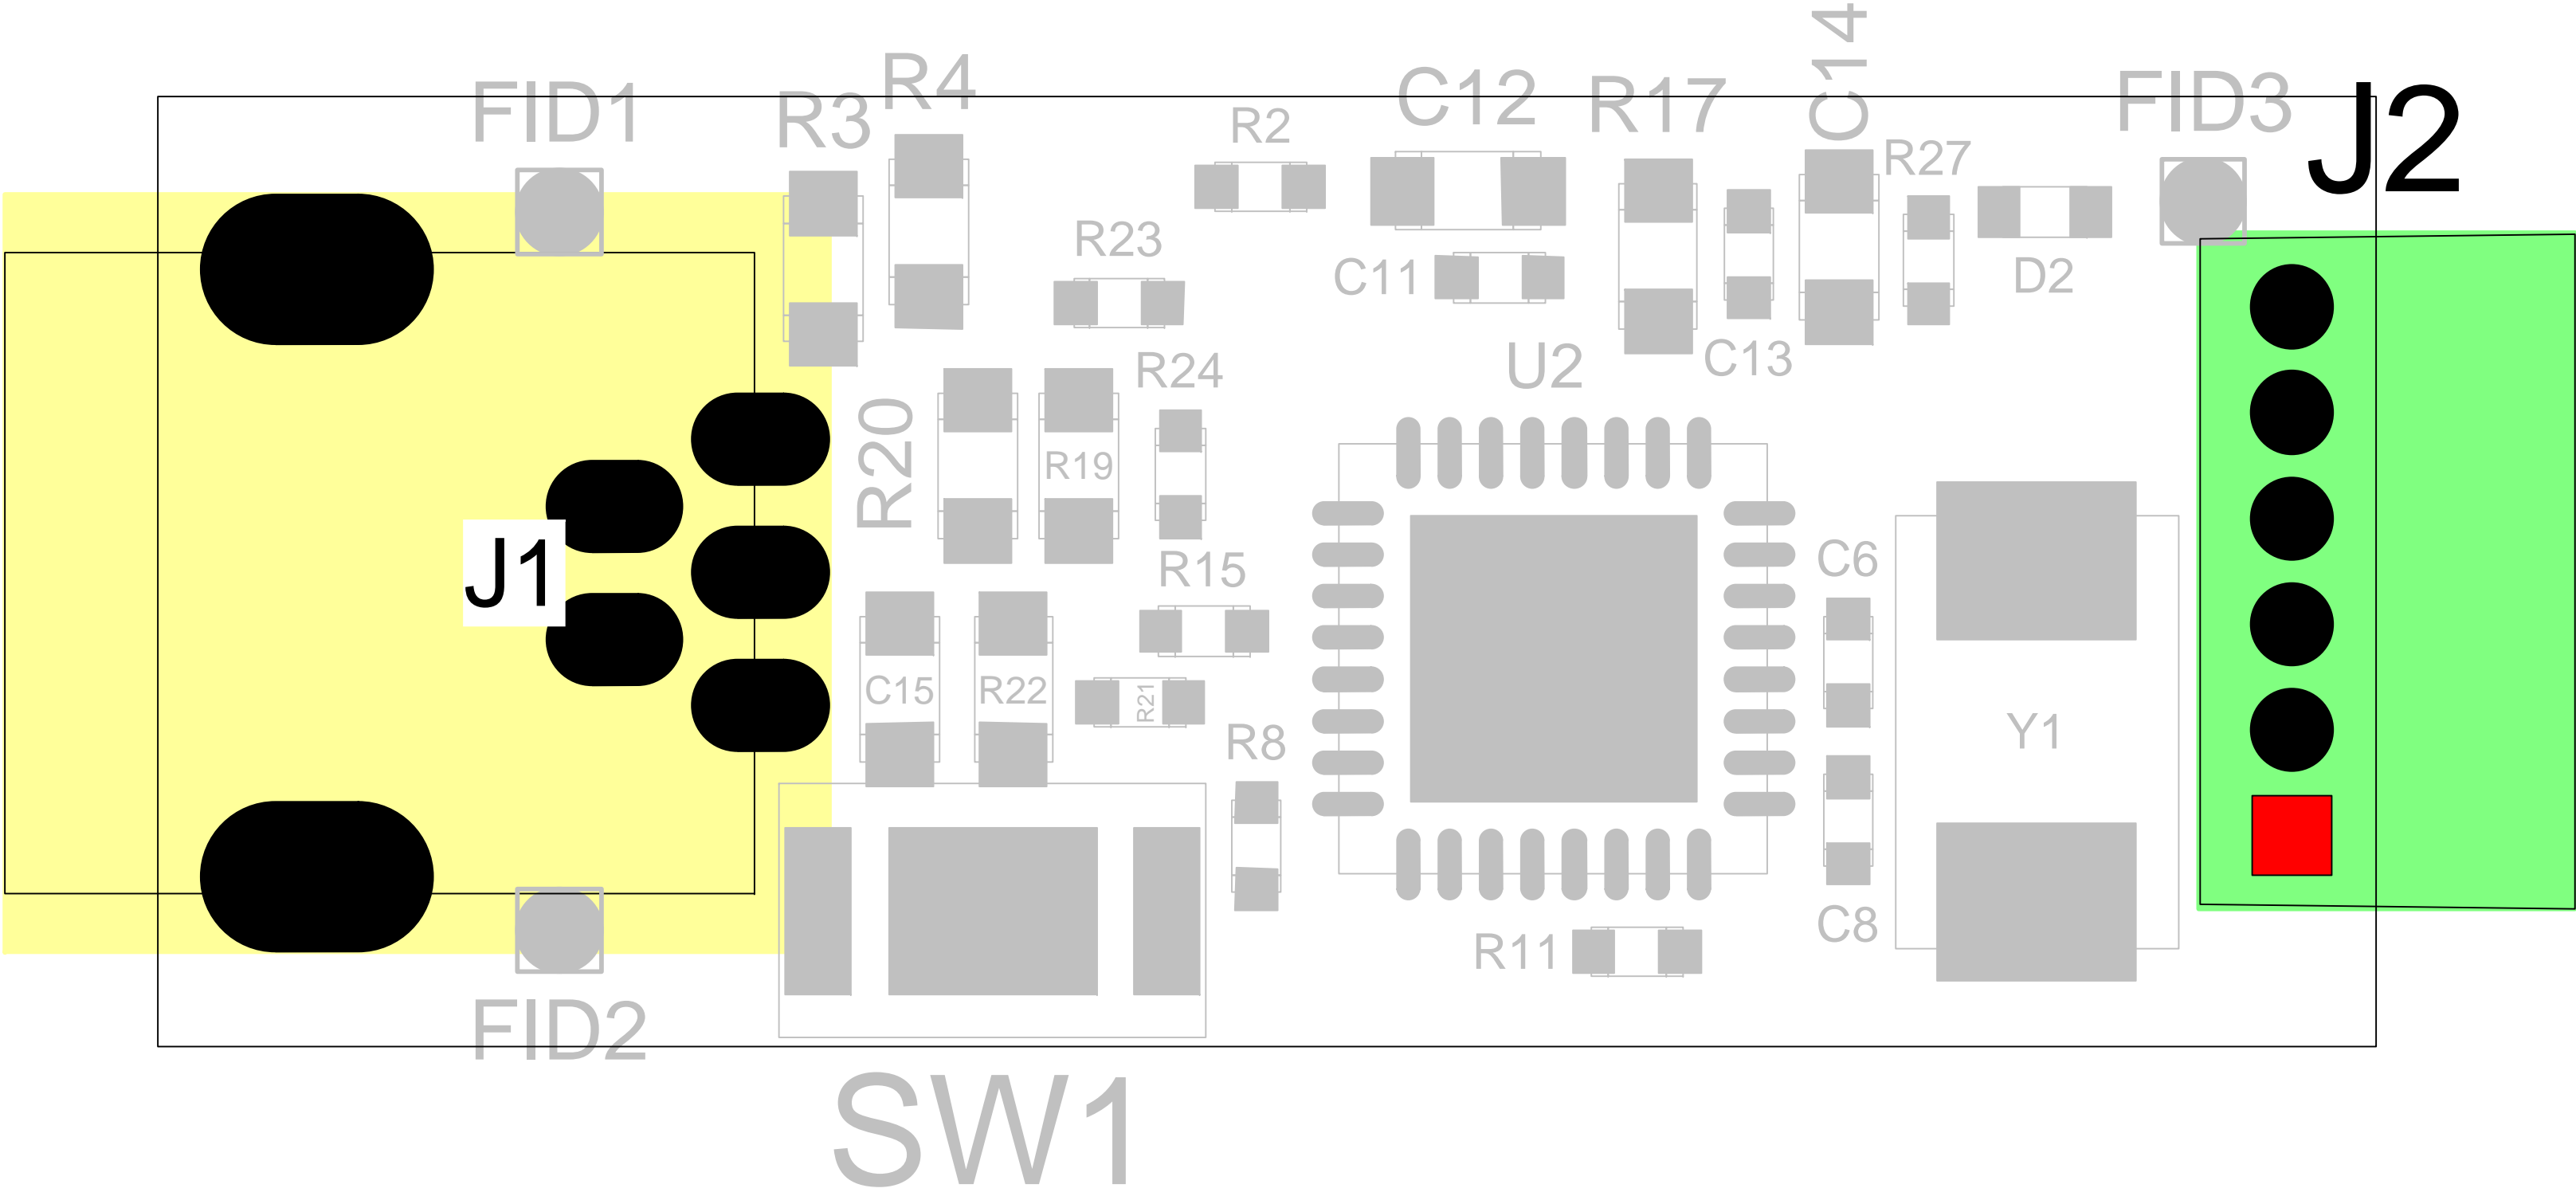 C14
R4
FID1
R3
R2
C12
R17
FID3
J2
R27
R23
C11
D2
R24
U2
C13
R20
R19
J1
R15
C6
C15
R22
R21
R8
Y1
C8
R11
FID2
SW1